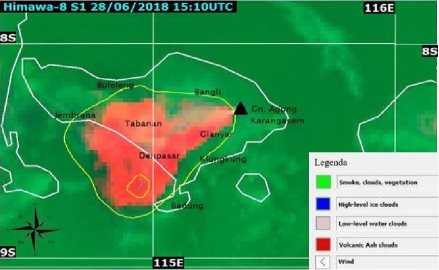 Himawa-8 S1 28/06/2018 15:10UTC
116E
8S
8S
Buleleng
Bangli
Jembrana
Tabanan
Gn. Agung
Karangasem
Gianyar
Denpasar
Klungkung
Badung
Legenda
Smoke, clouds, vegetation
High-level ice clouds
Low-level water clouds
Volcanic Ash clouds
Wind
9S
9S
115E